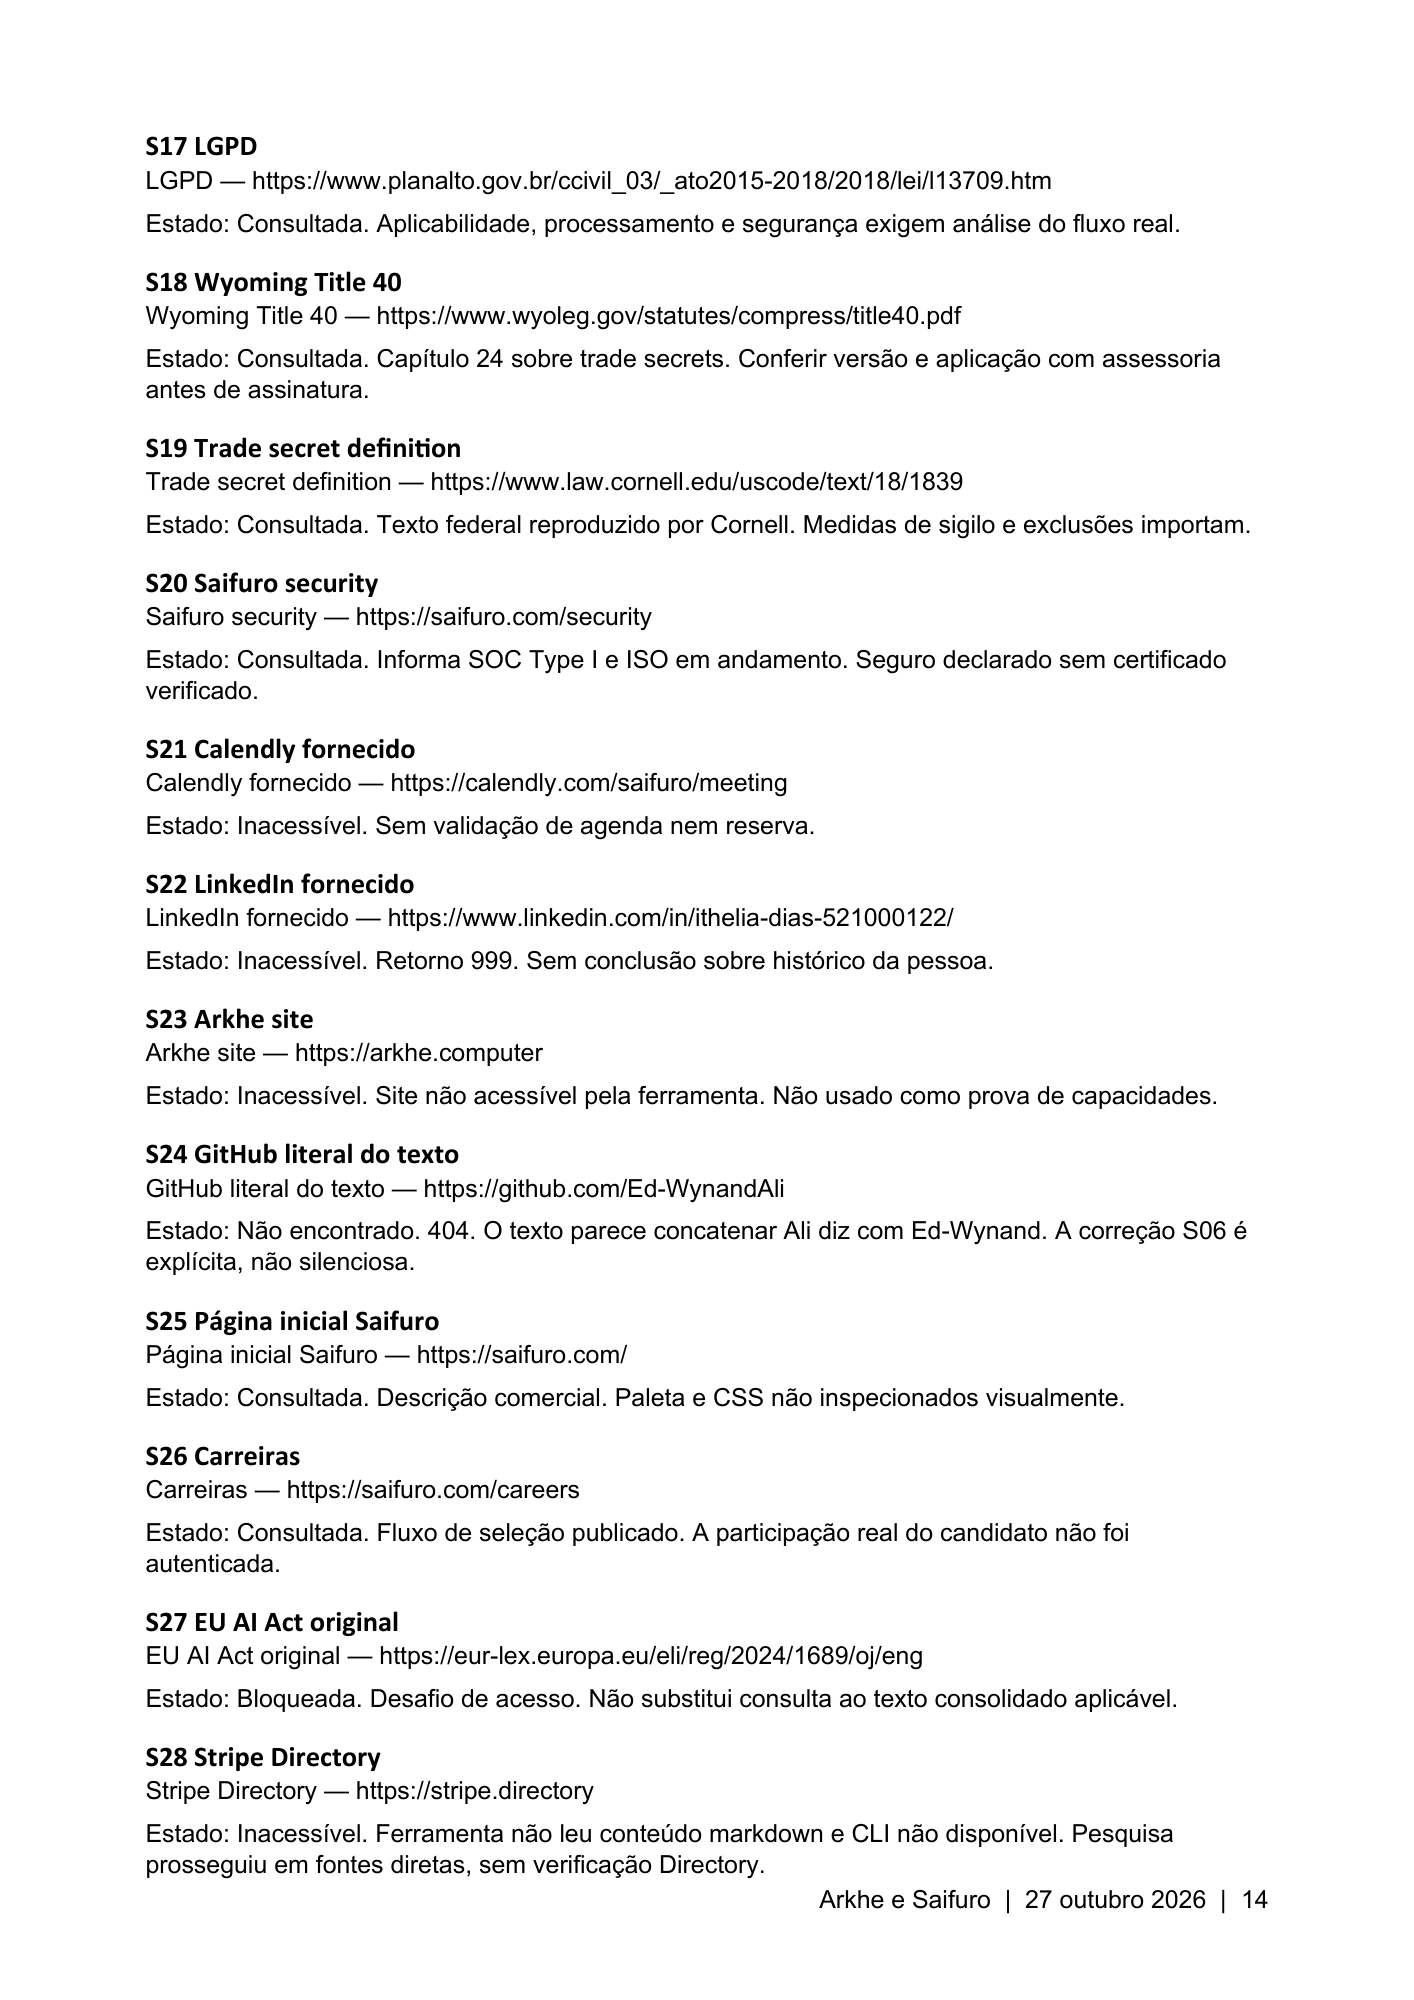 S17 LGPD
LGPD — https://www.planalto.gov.br/ccivil_03/_ato2015-2018/2018/lei/l13709.htm
Estado: Consultada. Aplicabilidade, processamento e segurança exigem análise do fluxo real.
S18 Wyoming Title 40
Wyoming Title 40 — https://www.wyoleg.gov/statutes/compress/title40.pdf
Estado: Consultada. Capítulo 24 sobre trade secrets. Conferir versão e aplicação com assessoria
antes de assinatura.
S19 Trade secret definition
Trade secret definition — https://www.law.cornell.edu/uscode/text/18/1839
Estado: Consultada. Texto federal reproduzido por Cornell. Medidas de sigilo e exclusões importam.
S20 Saifuro security
Saifuro security — https://saifuro.com/security
Estado: Consultada. Informa SOC Type I e ISO em andamento. Seguro declarado sem certificado
verificado.
S21 Calendly fornecido
Calendly fornecido — https://calendly.com/saifuro/meeting
Estado: Inacessível. Sem validação de agenda nem reserva.
S22 LinkedIn fornecido
LinkedIn fornecido — https://www.linkedin.com/in/ithelia-dias-521000122/
Estado: Inacessível. Retorno 999. Sem conclusão sobre histórico da pessoa.
S23 Arkhe site
Arkhe site — https://arkhe.computer
Estado: Inacessível. Site não acessível pela ferramenta. Não usado como prova de capacidades.
S24 GitHub literal do texto
GitHub literal do texto — https://github.com/Ed-WynandAli
Estado: Não encontrado. 404. O texto parece concatenar Ali diz com Ed-Wynand. A correção S06 é
explícita, não silenciosa.
S25 Página inicial Saifuro
Página inicial Saifuro — https://saifuro.com/
Estado: Consultada. Descrição comercial. Paleta e CSS não inspecionados visualmente.
S26 Carreiras
Carreiras — https://saifuro.com/careers
Estado: Consultada. Fluxo de seleção publicado. A participação real do candidato não foi
autenticada.
S27 EU AI Act original
EU AI Act original — https://eur-lex.europa.eu/eli/reg/2024/1689/oj/eng
Estado: Bloqueada. Desafio de acesso. Não substitui consulta ao texto consolidado aplicável.
S28 Stripe Directory
Stripe Directory — https://stripe.directory
Estado: Inacessível. Ferramenta não leu conteúdo markdown e CLI não disponível. Pesquisa
prosseguiu em fontes diretas, sem verificação Directory.
Arkhe e Saifuro | 27 outubro 2026 | 14